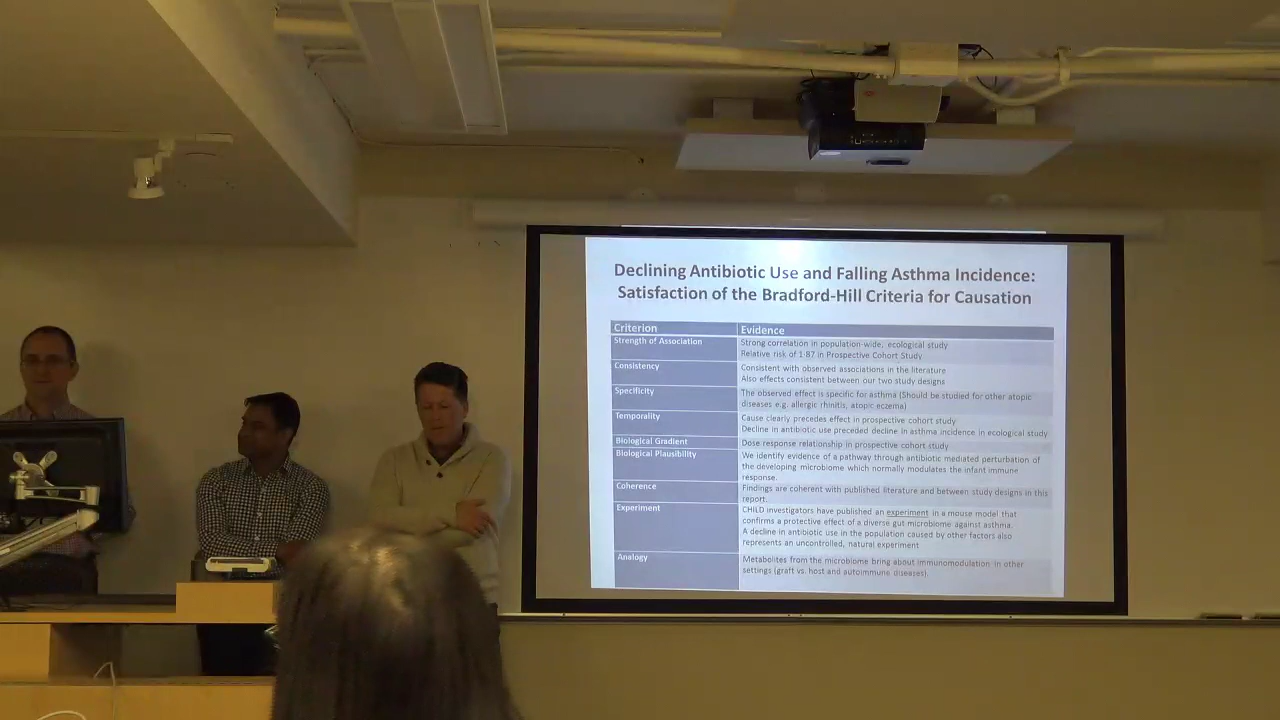 Declining Antibiotic Use and Falling Asthma Incidence:
Satisfaction of the Bradford-Hill Criteria for Causation
Criterion Evidence
Strength of Association Strong correlation in population-wide, ecological study
Relative risk of 1·87 in Prospective Cohort Study
Consistency Consistent with observed associations in the literature
Also effects consistent between our two study designs
Specificity The observed effect is specific for asthma (Should be studied for other atopic
diseases e.g. allergic rhinitis, atopic eczema)
Temporality Cause clearly precedes effect in prospective cohort study
Decline in antibiotic use preceded decline in asthma incidence in ecological study
Biological Gradient Dose response relationship in prospective cohort study
Biological Plausibility We identify evidence of a pathway through antibiotic mediated perturbation of
the developing microbiome which normally modulates the infant immune
response.
Coherence Findings are coherent with published literature and between study designs in this
report.
Experiment CHILD investigators have published an experiment in a mouse model that
confirms a protective effect of a diverse gut microbiome against asthma.
A decline in antibiotic use in the population caused by other factors also
represents an uncontrolled, natural experiment
Analogy Metabolites from the microbiome bring about immunomodulation in other
settings (graft vs. host and autoimmune diseases).